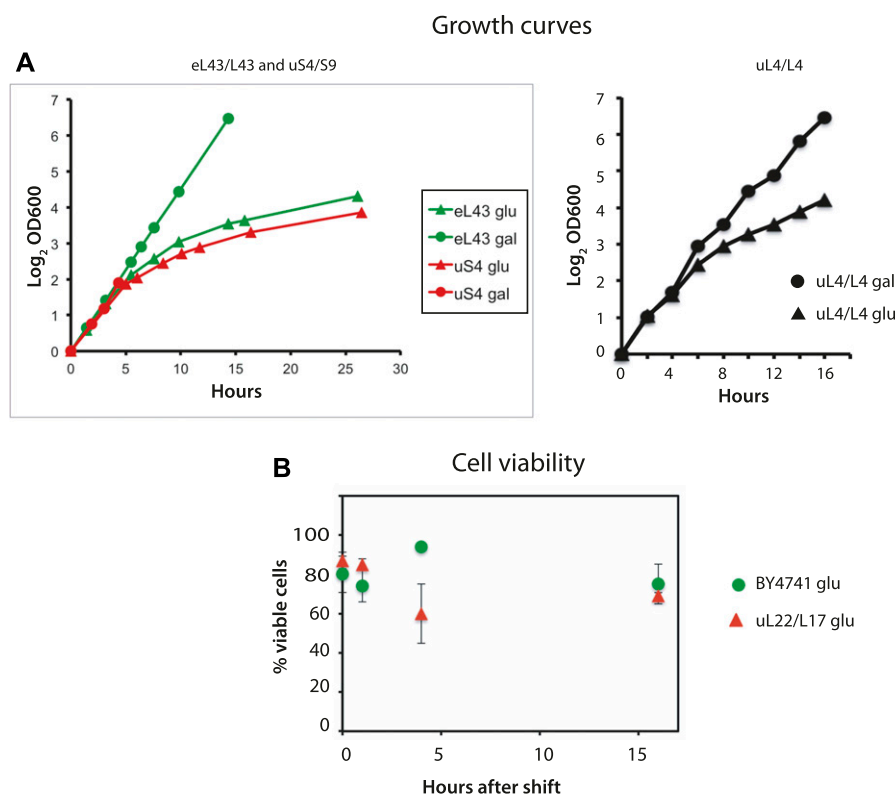 Growth curves
A
eL43/L43 and uS4/S9
Log2 OD600
7
6
5
4
3
2
1
0
0 5 10 15 20 25 30
Hours
eL43 glu
eL43 gal
uS4 glu
uS4 gal
uL4/L4
Log2 OD600
7
6
5
4
3
2
1
0
0 4 8 12 16
Hours
uL4/L4 gal
uL4/L4 glu
B
Cell viability
% viable cells
100
80
60
40
20
0
0 5 10 15
Hours after shift
BY4741 glu
uL22/L17 glu